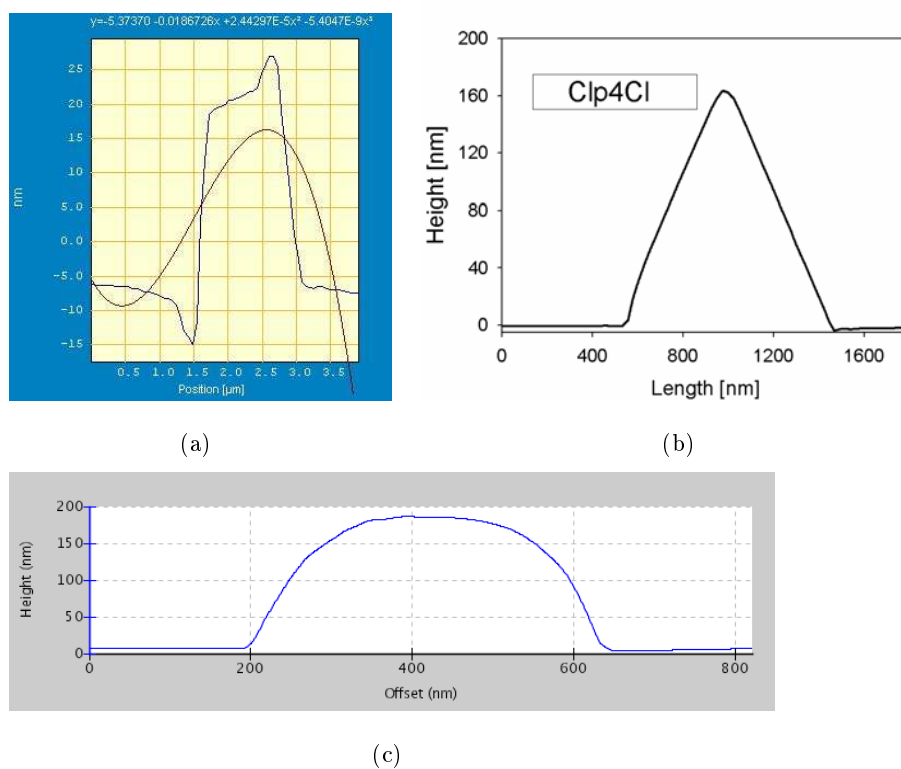 y=-5.37370 -0.0186726x +2.44297E-5x² -5.4047E-9x³
25
20
15
10
5.0
0.0
-5.0
-10
-15
nm
0.5 1.0 1.5 2.0 2.5 3.0 3.5
Position [µm]
(a)
200
160
120
80
40
0
Height [nm]
Clp4Cl
0 400 800 1200 1600
Length [nm]
(b)
200
150
100
50
0
Height (nm)
0 200 400 600 800
Offset (nm)
(c)